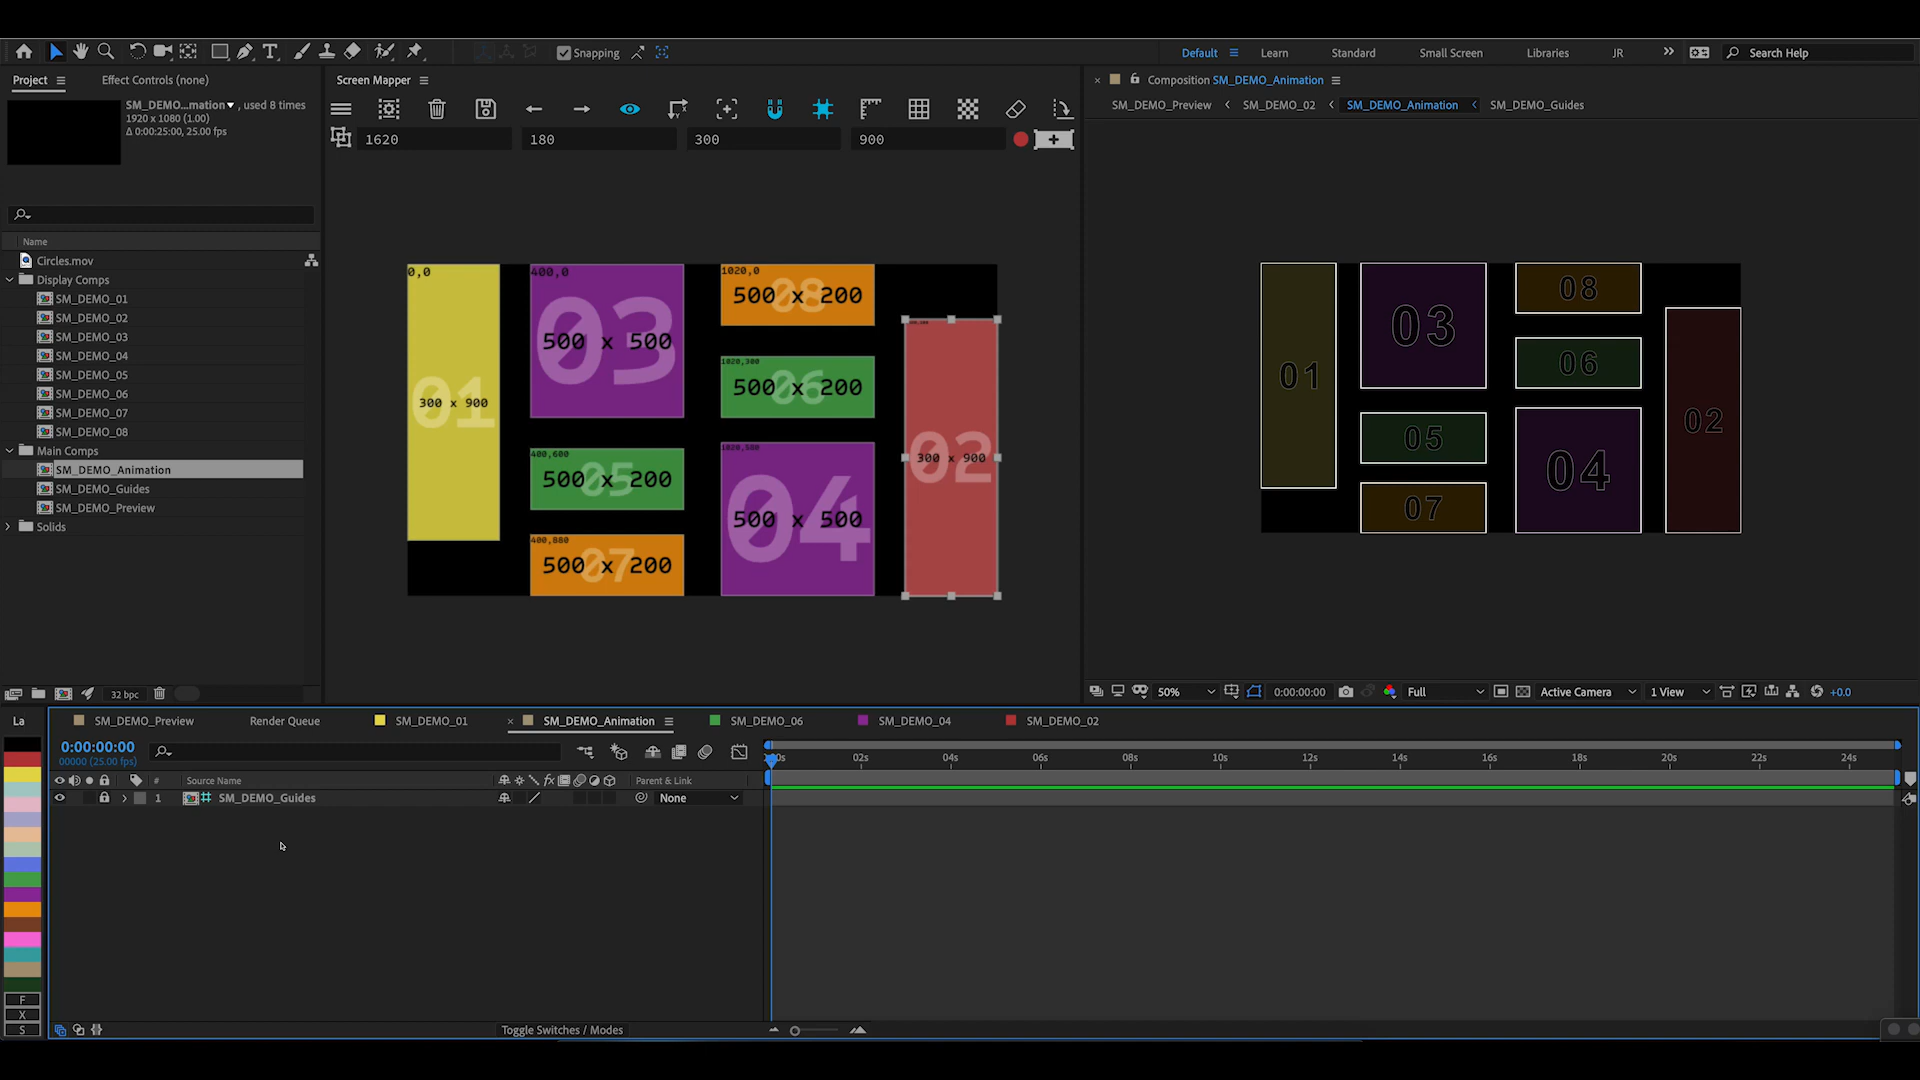 Snapping
Default
Learn
Standard
Small Screen
Libraries
JR
Search Help
Project
Effect Controls (none)
SM_DEMO...mation , used 8 times
1920 x 1080 (1.00)
Δ 0:00:25:00, 25.00 fps
Name
Circles.mov
Display Comps
SM_DEMO_01
SM_DEMO_02
SM_DEMO_03
SM_DEMO_04
SM_DEMO_05
SM_DEMO_06
SM_DEMO_07
SM_DEMO_08
Main Comps
SM_DEMO_Animation
SM_DEMO_Guides
SM_DEMO_Preview
Solids
32 bpc
Screen Mapper
1620 180 300 900
0,0
01
300 x 900
400,0
03
500 x 500
1020,0
08
500 x 200
1020,300
06
500 x 200
400,600
05
500 x 200
1020,580
04
500 x 500
400,880
07
500 x 200
02
300 x 900
Composition SM_DEMO_Animation
SM_DEMO_Preview
SM_DEMO_02
SM_DEMO_Animation
SM_DEMO_Guides
01
03
08
06
05
04
07
02
50%
0:00:00:00
Full
Active Camera
1 View
+0.0
La
SM_DEMO_Preview
Render Queue
SM_DEMO_01
SM_DEMO_Animation
SM_DEMO_06
SM_DEMO_04
SM_DEMO_02
0:00:00:00
00000 (25.00 fps)
02s 04s 06s 08s 10s 12s 14s 16s 18s 20s 22s 24s
# Source Name
fx
Parent & Link
1 SM_DEMO_Guides
None
F
X
S
Toggle Switches / Modes